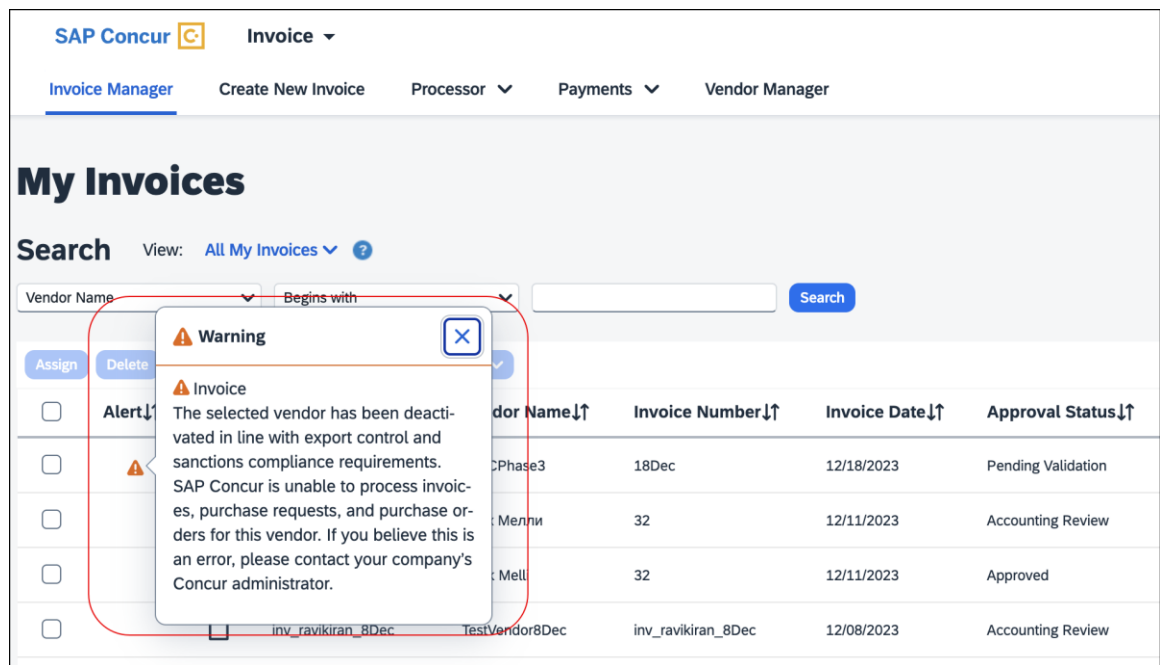 SAP Concur C Invoice
Invoice Manager Create New Invoice Processor Payments Vendor Manager
My Invoices
Search View: All My Invoices ?
Vendor Name Begins with Search
Assign Delete
Warning
Invoice
The selected vendor has been deacti-
vated in line with export control and
sanctions compliance requirements.
SAP Concur is unable to process invoic-
es, purchase requests, and purchase or-
ders for this vendor. If you believe this is
an error, please contact your company's
Concur administrator.
Alert dor Name Invoice Number Invoice Date Approval Status
CPhase3 18Dec 12/18/2023 Pending Validation
Мелли 32 12/11/2023 Accounting Review
Melli 32 12/11/2023 Approved
inv_ravikiran_8Dec TestVendor8Dec inv_ravikiran_8Dec 12/08/2023 Accounting Review